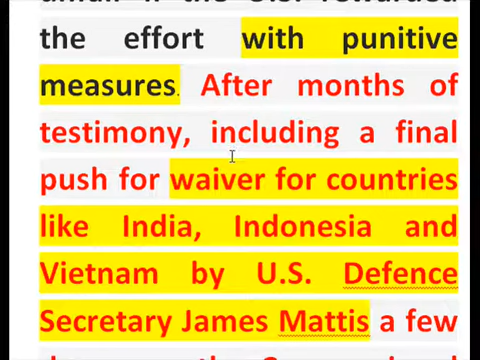 the effort with punitive
measures. After months of
testimony, including a final
push for waiver for countries
like India, Indonesia and
Vietnam by U.S. Defence
Secretary James Mattis a few